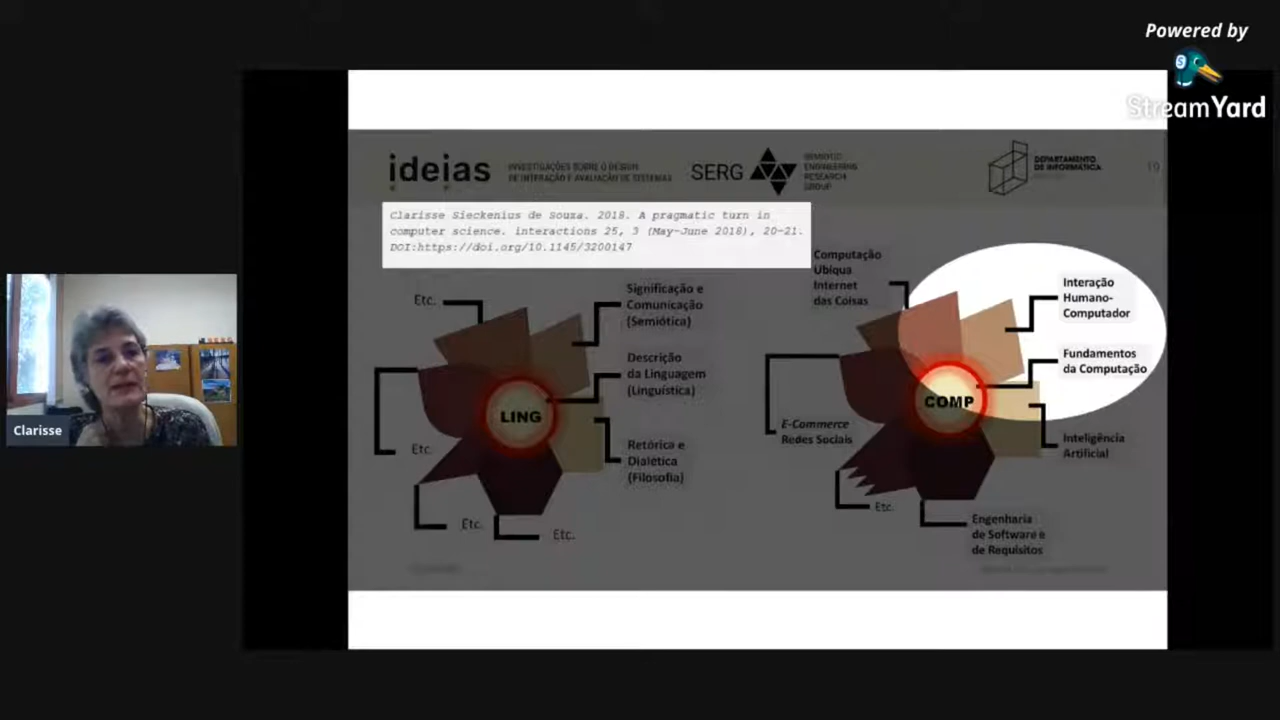 Powered by
StreamYard
ideias
INVESTIGAÇÕES SOBRE O DESIGN
DE INTERAÇÃO E AVALIAÇÃO DE SISTEMAS
SERG
SEMIOTIC
ENGINEERING
RESEARCH
GROUP
DEPARTAMENTO
DE INFORMÁTICA
19
Clarisse Sieckenius de Souza. 2018. A pragmatic turn in
computer science. interactions 25, 3 (May-June 2018), 20-21.
DOI:https://doi.org/10.1145/3200147
Etc.
Significação e
Comunicação
(Semiótica)
Descrição
da Linguagem
(Linguística)
LING
Retórica e
Dialética
(Filosofia)
Etc.
Etc.
Etc.
Computação
Ubíqua
Internet
das Coisas
Interação
Humano-
Computador
Fundamentos
da Computação
COMP
E-Commerce
Redes Sociais
Inteligência
Artificial
Etc.
Engenharia
de Software e
de Requisitos
Clarisse